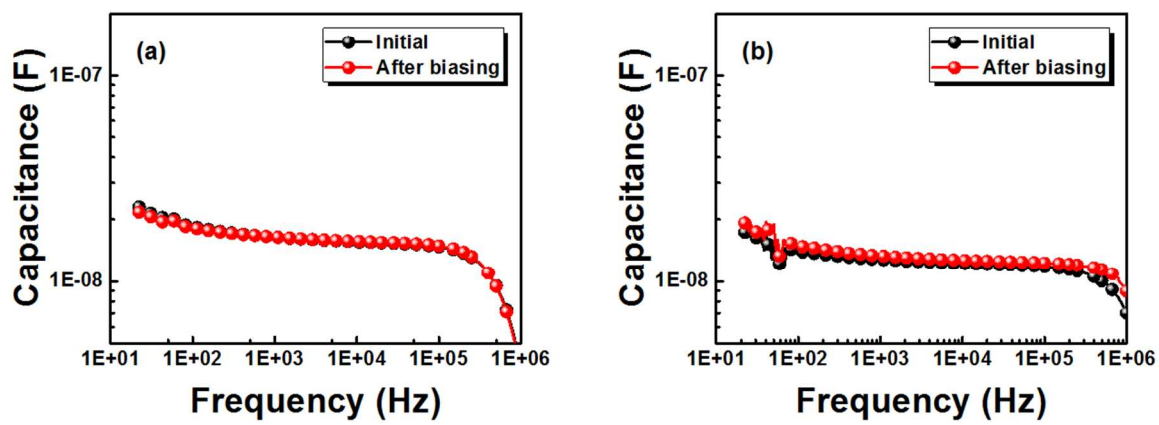 (a)
Initial
After biasing
1E-07
1E-08
Capacitance (F)
1E+01 1E+02 1E+03 1E+04 1E+05 1E+06
Frequency (Hz)
(b)
Initial
After biasing
1E-07
1E-08
Capacitance (F)
1E+01 1E+02 1E+03 1E+04 1E+05 1E+06
Frequency (Hz)